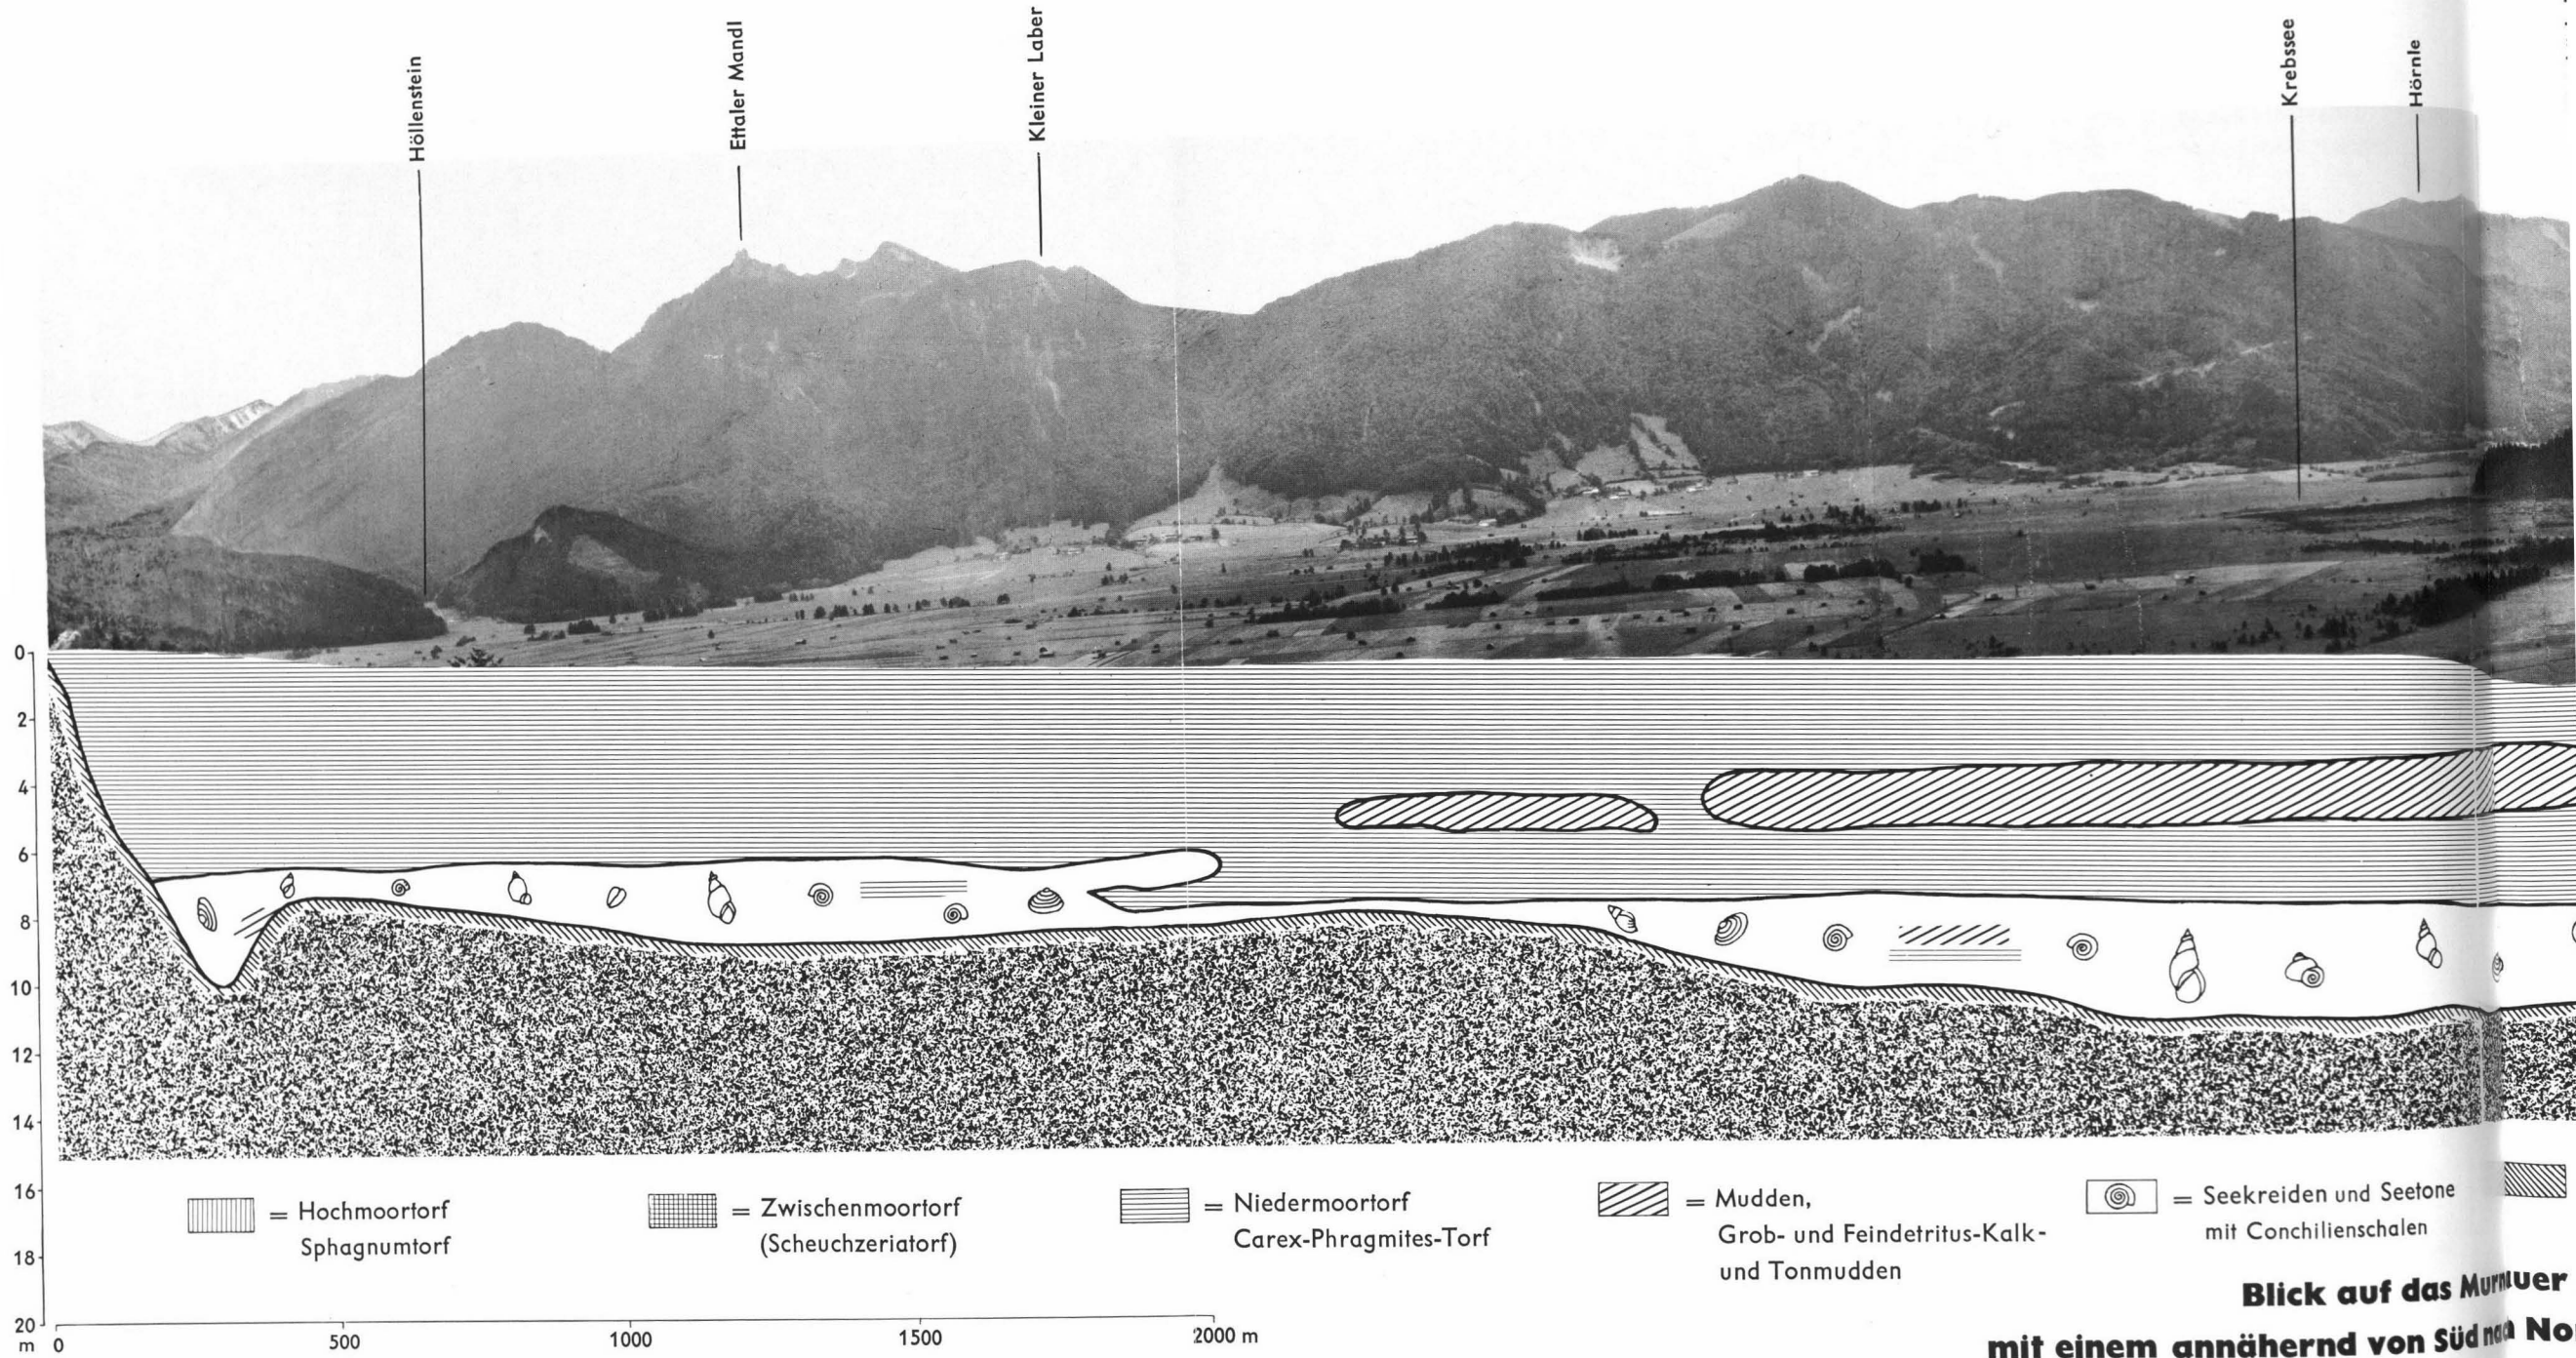 Höllenstein
Ettaler Mandl
Kleiner Laber
Krebssee
Hörnle
0
2
4
6
8
10
12
14
16
18
20
m
= Hochmoortorf
Sphagnumtorf
= Zwischenmoortorf
(Scheuchzeriatorf)
= Niedermoortorf
Carex-Phragmites-Torf
= Mudden,
Grob- und Feindetritus-Kalk-
und Tonmudden
= Seekreiden und Seetone
mit Conchilienschalen
0 500 1000 1500 2000 m
Blick auf das Murnauer
mit einem annähernd von Süd nach